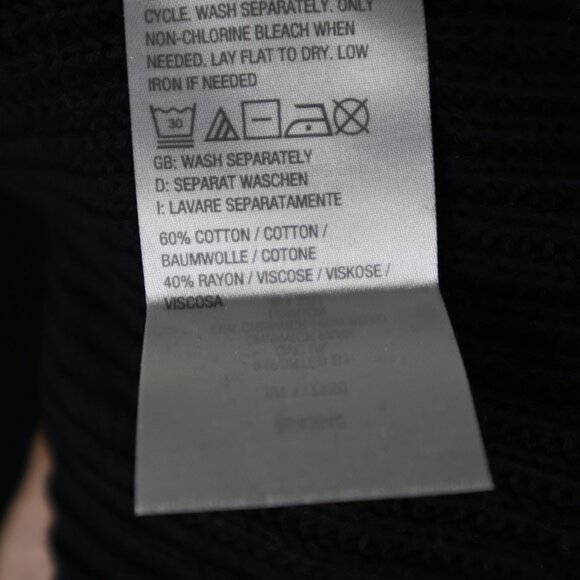 CYCLE. WASH SEPARATELY. ONLY
NON-CHLORINE BLEACH WHEN
NEEDED. LAY FLAT TO DRY. LOW
IRON IF NEEDED
30
GB: WASH SEPARATELY
D: SEPARAT WASCHEN
I: LAVARE SEPARATAMENTE
60% COTTON / COTTON /
BAUMWOLLE / COTONE
40% RAYON / VISCOSE / VISKOSE /
VISCOSA